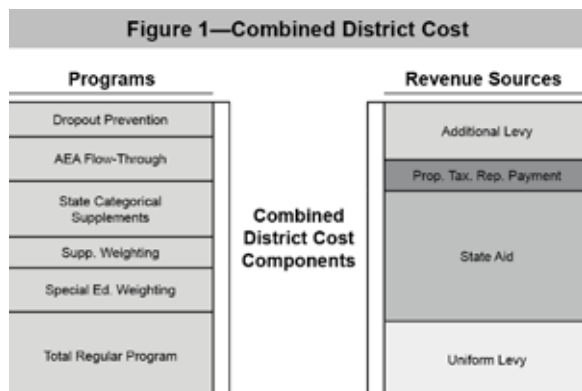 Figure 1—Combined District Cost
Programs
Dropout Prevention
AEA Flow-Through
State Categorical
Supplements
Supp. Weighting
Special Ed. Weighting
Total Regular Program
Combined
District Cost
Components
Revenue Sources
Additional Levy
Prop. Tax. Rep. Payment
State Aid
Uniform Levy